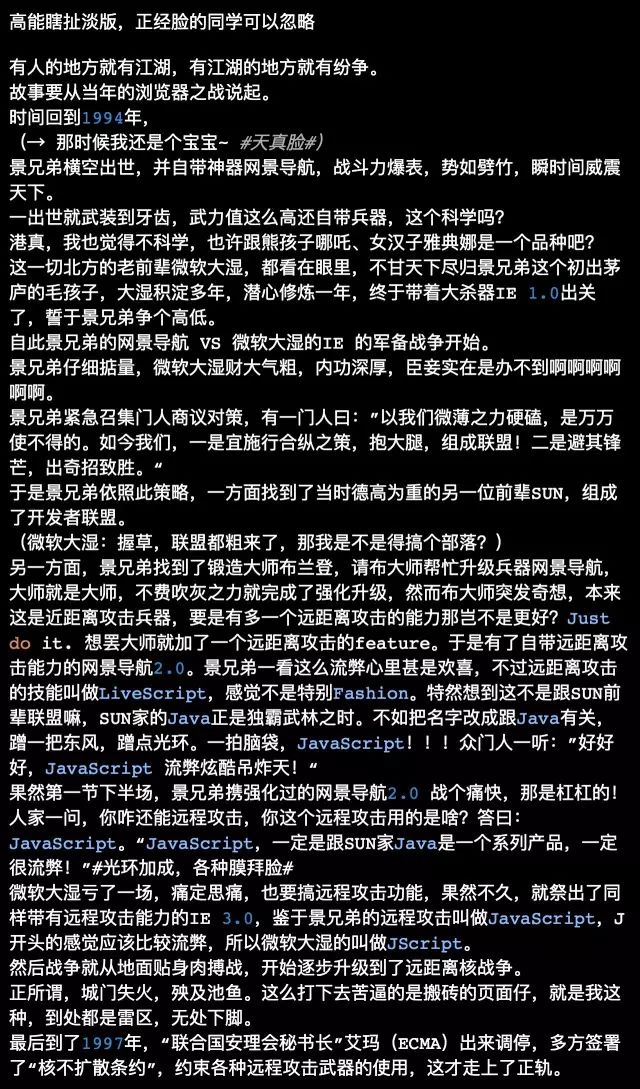 高能瞎扯淡版，正经脸的同学可以忽略
有人的地方就有江湖，有江湖的地方就有纷争。
故事要从当年的浏览器之战说起。
时间回到1994年，
（→ 那时候我还是个宝宝~ #天真脸#）
景兄弟横空出世，并自带神器网景导航，战斗力爆表，势如劈竹，瞬时间威震
天下。
一出世就武装到牙齿，武力值这么高还自带兵器，这个科学吗？
港真，我也觉得不科学，也许跟熊孩子哪吒、女汉子雅典娜是一个品种吧？
这一切北方的老前辈微软大湿，都看在眼里，不甘天下尽归景兄弟这个初出茅
庐的毛孩子，大湿积淀多年，潜心修炼一年，终于带着大杀器IE 1.0出关
了，誓于景兄弟争个高低。
自此景兄弟的网景导航 VS 微软大湿的IE 的军备战争开始。
景兄弟仔细掂量，微软大湿财大气粗，内功深厚，臣妾实在是办不到啊啊啊啊
啊啊。
景兄弟紧急召集门人商议对策，有一门人曰：”以我们微薄之力硬磕，是万万
使不得的。如今我们，一是宜施行合纵之策，抱大腿，组成联盟！二是避其锋
芒，出奇招致胜。“
于是景兄弟依照此策略，一方面找到了当时德高为重的另一位前辈SUN，组成
了开发者联盟。
（微软大湿：握草，联盟都粗来了，那我是不是得搞个部落？）
另一方面，景兄弟找到了锻造大师布兰登，请布大师帮忙升级兵器网景导航，
大师就是大师，不费吹灰之力就完成了强化升级，然而布大师突发奇想，本来
这是近距离攻击兵器，要是有多一个远距离攻击的能力那岂不是更好？Just
do it. 想罢大师就加了一个远距离攻击的feature。于是有了自带远距离攻
击能力的网景导航2.0。景兄弟一看这么流弊心里甚是欢喜，不过远距离攻击
的技能叫做LiveScript，感觉不是特别Fashion。特然想到这不是跟SUN前
辈联盟嘛，SUN家的Java正是独霸武林之时。不如把名字改成跟Java有关，
蹭一把东风，蹭点光环。一拍脑袋，JavaScript！！！众门人一听：”好好
好，JavaScript 流弊炫酷吊炸天！“
果然第一节下半场，景兄弟携强化过的网景导航2.0 战个痛快，那是杠杠的！
人家一问，你咋还能远程攻击，你这个远程攻击用的是啥？答曰：
JavaScript。“JavaScript，一定是跟SUN家Java是一个系列产品，一定
很流弊！”#光环加成，各种膜拜脸#
微软大湿亏了一场，痛定思痛，也要搞远程攻击功能，果然不久，就祭出了同
样带有远程攻击能力的IE 3.0，鉴于景兄弟的远程攻击叫做JavaScript，J
开头的感觉应该比较流弊，所以微软大湿的叫做JScript。
然后战争就从地面贴身肉搏战，开始逐步升级到了远距离核战争。
正所谓，城门失火，殃及池鱼。这么打下去苦逼的是搬砖的页面仔，就是我这
种，到处都是雷区，无处下脚。
最后到了1997年，“联合国安理会秘书长”艾玛（ECMA）出来调停，多方签署
了“核不扩散条约”，约束各种远程攻击武器的使用，这才走上了正轨。